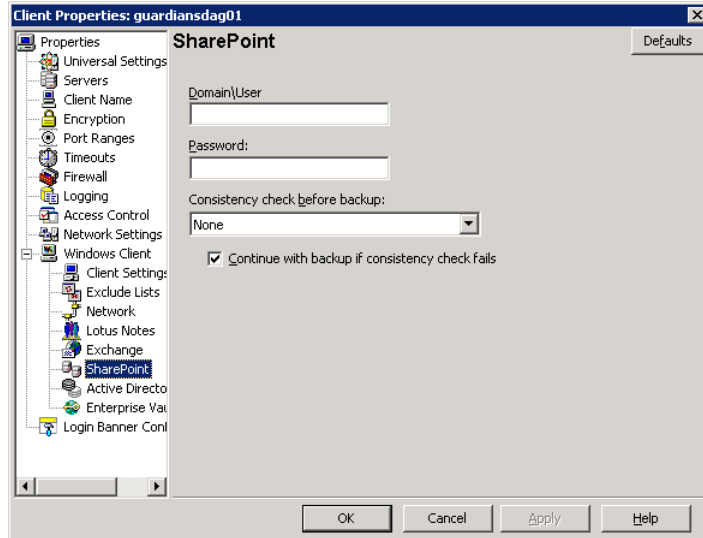 Client Properties: guardiansdag01
Properties
Universal Settings
Servers
Client Name
Encryption
Port Ranges
Timeouts
Firewall
Logging
Access Control
Network Settings
Windows Client
Client Settings
Exclude Lists
Network
Lotus Notes
Exchange
SharePoint
Active Directo
Enterprise Vau
Login Banner Conf
SharePoint
Defaults
Domain\User
Password:
Consistency check before backup:
None
Continue with backup if consistency check fails
OK
Cancel
Apply
Help